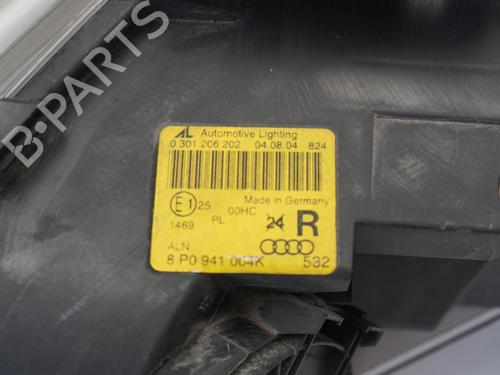 B-PARTS
AL Automotive Lighting
0 301 206 202 04.08.04 824
Made in Germany
E1 25 00HC 24 R
1469 PL
ALN
8 P0 941 004K 532